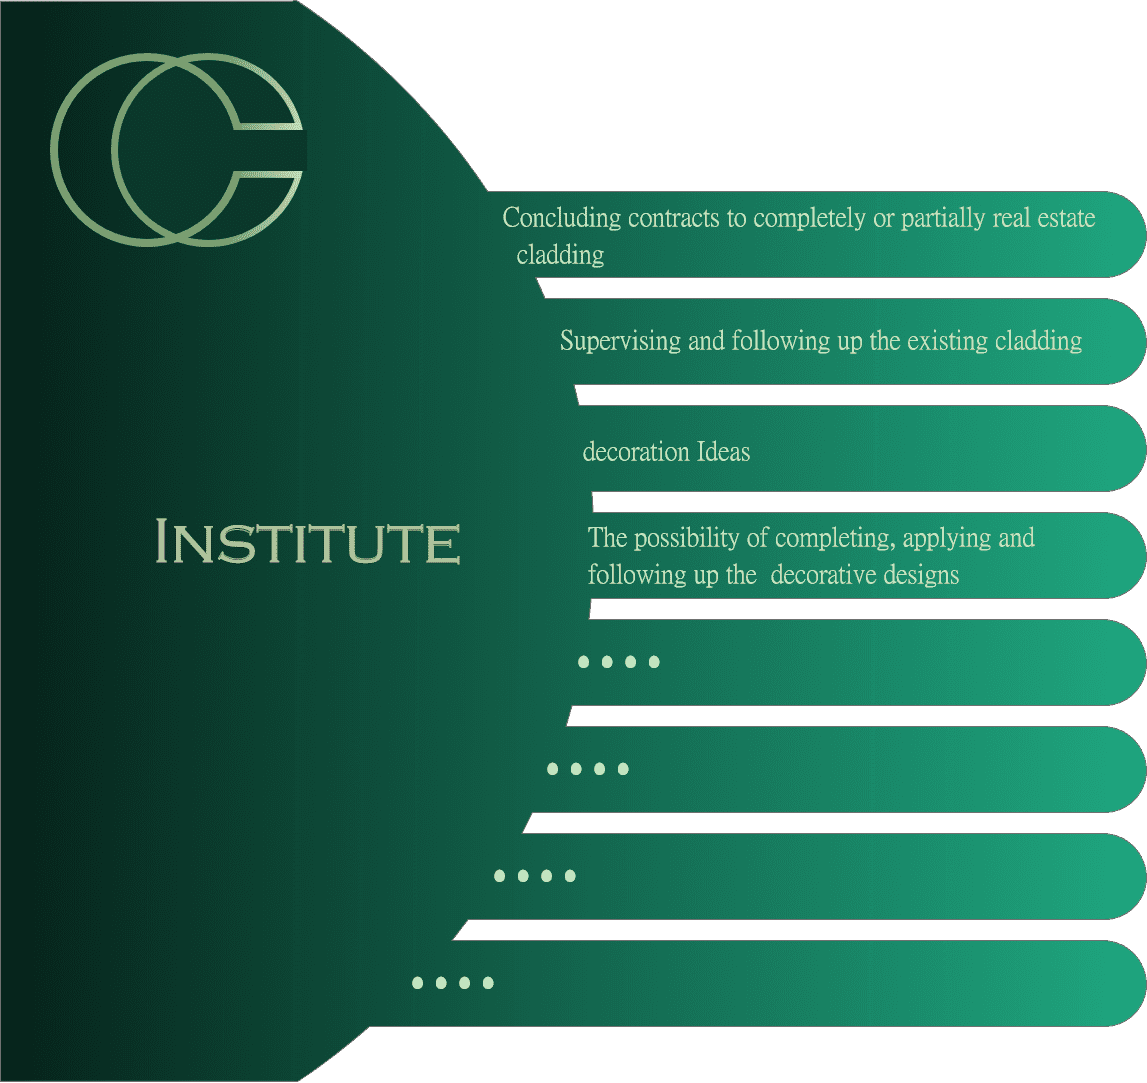 Concluding contracts to completely or partially real estate
cladding
Supervising and following up the existing cladding
decoration Ideas
INSTITUTE
The possibility of completing, applying and
following up the  decorative designs
• • • •
• • • •
• • • •
• • • •